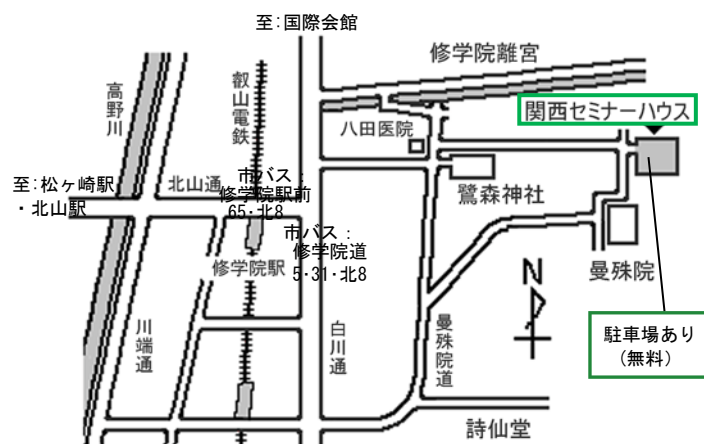 至:国際会館
修学院離宮
叡山電鉄
高野川
関西セミナーハウス
八田医院
至:松ヶ崎駅
・北山駅
北山通
市バス:
修学院駅前
65・北8
鷺森神社
市バス:
修学院道
5・31・北8
修学院駅
曼殊院
N
川端通
白川通
曼殊院道
駐車場あり
(無料)
詩仙堂